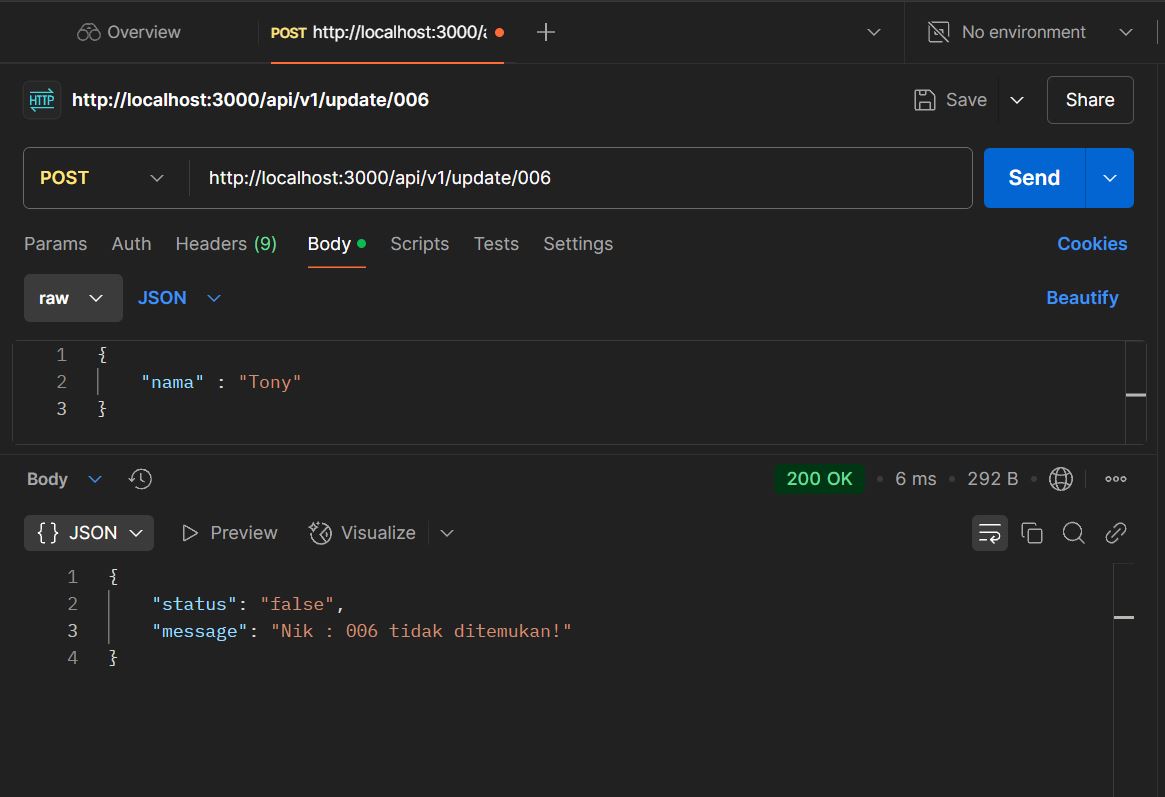 Overview
POST http://localhost:3000/a
No environment
HTTP http://localhost:3000/api/v1/update/006
Save
Share
POST
http://localhost:3000/api/v1/update/006
Send
Params Auth Headers (9) Body Scripts Tests Settings Cookies
raw JSON Beautify
1 {
2 "nama" : "Tony"
3 }
Body 200 OK • 6 ms • 292 B
{} JSON Preview Visualize
1 {
2 "status": "false",
3 "message": "Nik : 006 tidak ditemukan!"
4 }